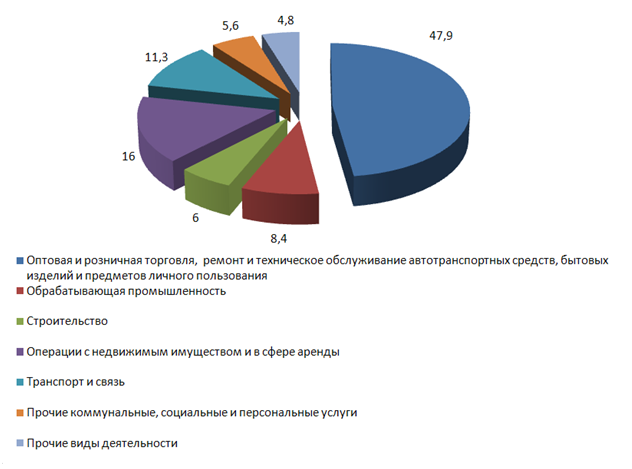 5,6
4,8
47,9
11,3
16
6
8,4
Оптовая и розничная торговля, ремонт и техническое обслуживание автотранспортных средств, бытовых
изделий и предметов личного пользования
Обрабатывающая промышленность
Строительство
Операции с недвижимым имуществом и в сфере аренды
Транспорт и связь
Прочие коммунальные, социальные и персональные услуги
Прочие виды деятельности